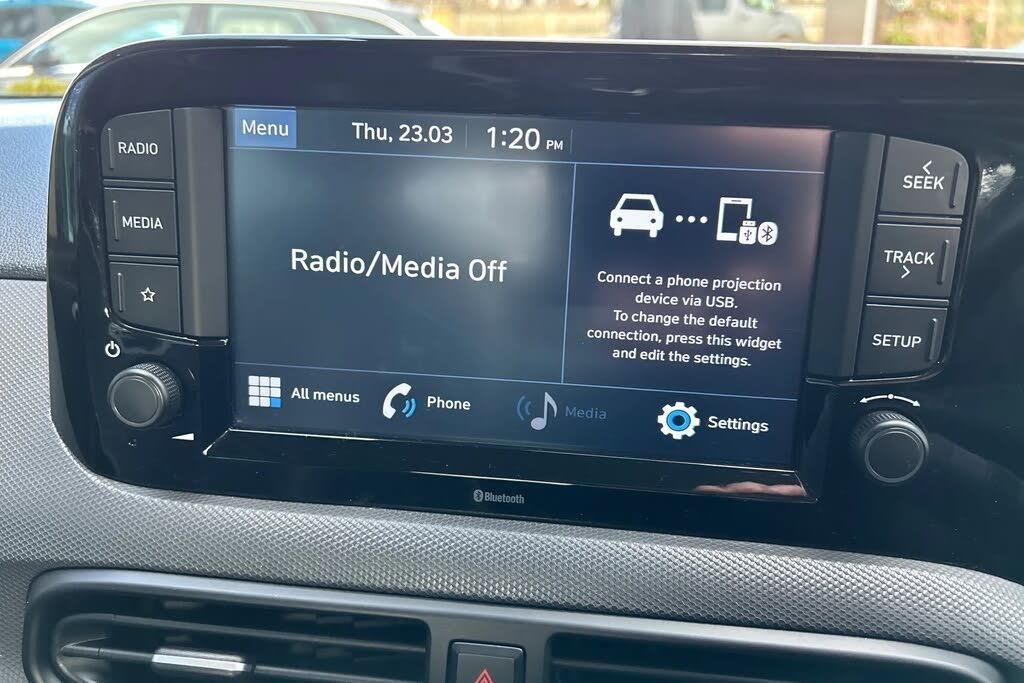 RADIO
MEDIA
Menu
Thu, 23.03
1:20 PM
Radio/Media Off
Connect a phone projection
device via USB.
To change the default
connection, press this widget
and edit the settings.
All menus
Phone
Media
Settings
SEEK
TRACK
SETUP
Bluetooth